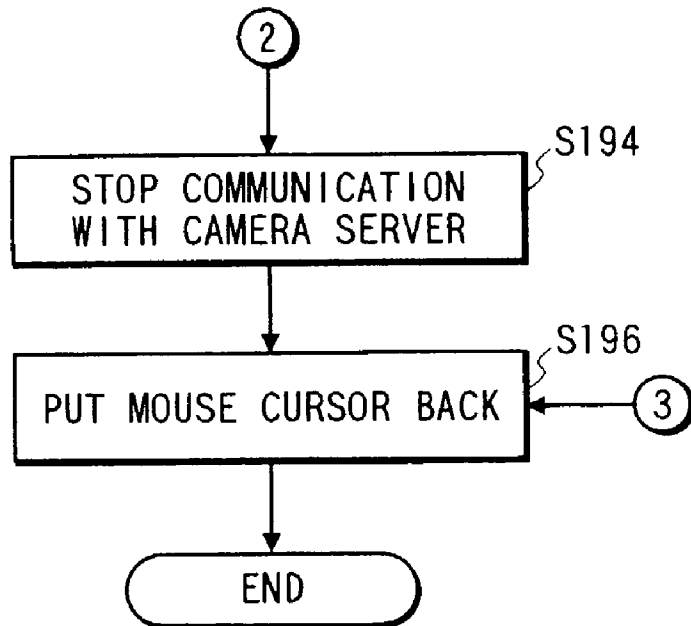 2
S194
STOP COMMUNICATION
WITH CAMERA SERVER
S196
PUT MOUSE CURSOR BACK
3
END